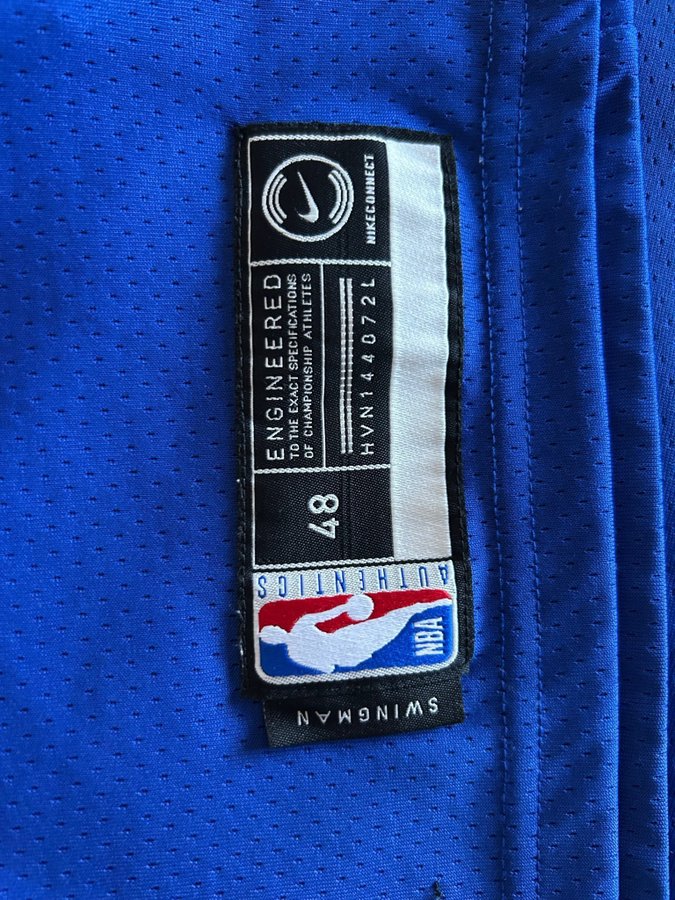 NIKECONNECT
ENGINEERED
TO THE EXACT SPECIFICATIONS
OF CHAMPIONSHIP ATHLETES
HVN144072L
48
AUTHENTICS
NBA
SWINGMAN